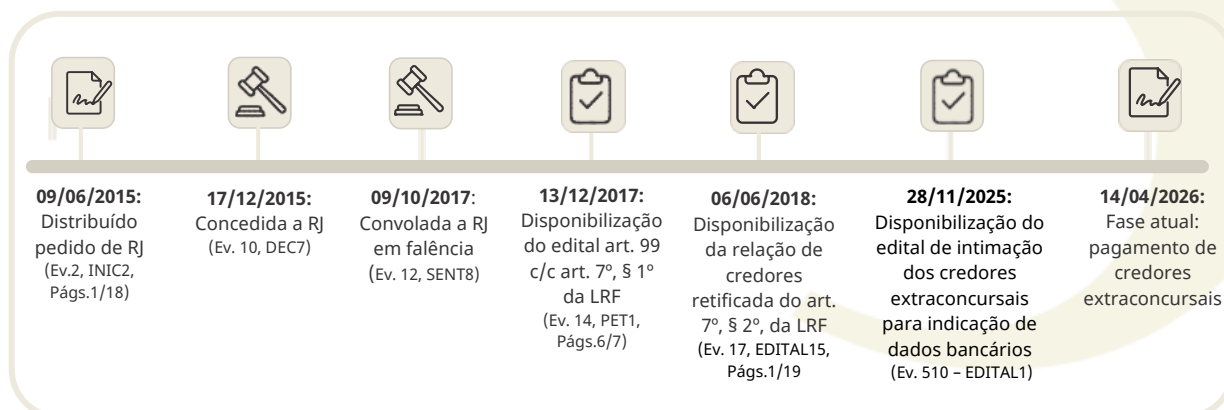 09/06/2015:
Distribuído
pedido de RJ
(Ev.2, INIC2,
Págs.1/18)
17/12/2015:
Concedida a RJ
(Ev. 10, DEC7)
09/10/2017:
Convolada a RJ
em falência
(Ev. 12, SENT8)
13/12/2017:
Disponibilização
do edital art. 99
c/c art. 7º, § 1º
da LRF
(Ev. 14, PET1,
Págs.6/7)
06/06/2018:
Disponibilização
da relação de
credores
retificada do art.
7º, § 2º, da LRF
(Ev. 17, EDITAL15,
Págs.1/19
28/11/2025:
Disponibilização do
edital de intimação
dos credores
extraconcursais
para indicação de
dados bancários
(Ev. 510 – EDITAL1)
14/04/2026:
Fase atual:
pagamento de
credores
extraconcursais